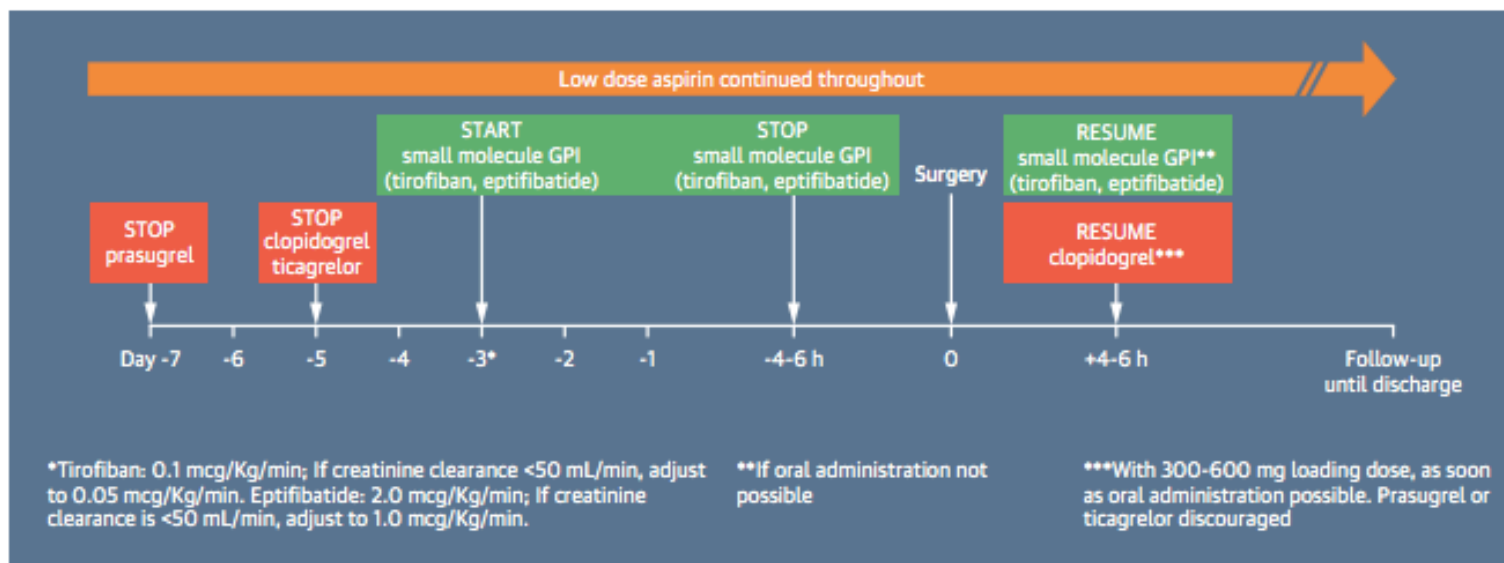 Low dose aspirin continued throughout
START
small molecule GPI
(tirofiban, eptifibatide)
STOP
small molecule GPI
(tirofiban, eptifibatide)
Surgery
RESUME
small molecule GPI**
(tirofiban, eptifibatide)
STOP
prasugrel
STOP
clopidogrel
ticagrelor
RESUME
clopidogrel***
Day -7
-6
-5
-4
-3*
-2
-1
-4-6 h
0
+4-6 h
Follow-up
until discharge
*Tirofiban: 0.1 mcg/Kg/min; If creatinine clearance <50 mL/min, adjust
to 0.05 mcg/Kg/min. Eptifibatide: 2.0 mcg/Kg/min; If creatinine
clearance is <50 mL/min, adjust to 1.0 mcg/Kg/min.
**If oral administration not
possible
***With 300-600 mg loading dose, as soon
as oral administration possible. Prasugrel or
ticagrelor discouraged